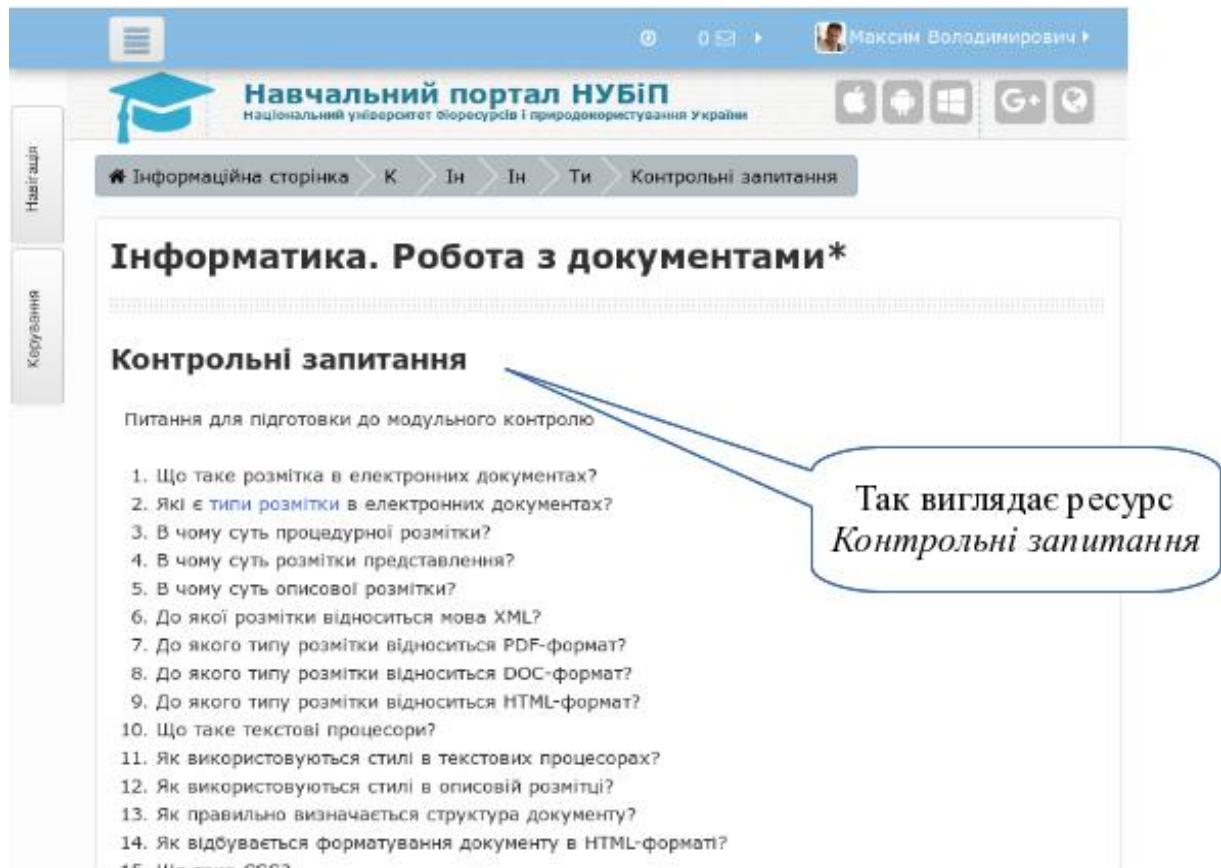 0
Максим Володимирович
Навчальний портал НУБіП
Національний університет біоресурсів і природокористування України
G+
Навігація
Інформаційна сторінка К Ін Ін Ти Контрольні запитання
Керування
Інформатика. Робота з документами*
Контрольні запитання
Питання для підготовки до модульного контролю
1. Що таке розмітка в електронних документах?
2. Які є типи розмітки в електронних документах?
3. В чому суть процедурної розмітки?
4. В чому суть розмітки представлення?
5. В чому суть описової розмітки?
6. До якої розмітки відноситься мова XML?
7. До якого типу розмітки відноситься PDF-формат?
8. До якого типу розмітки відноситься DOC-формат?
9. До якого типу розмітки відноситься HTML-формат?
10. Що таке текстові процесори?
11. Як використовуються стилі в текстових процесорах?
12. Як використовуються стилі в описовій розмітці?
13. Як правильно визначається структура документу?
14. Як відбувається форматування документу в HTML-форматі?
15. Що таке CSS?
Так виглядає ресурс
Контрольні запитання